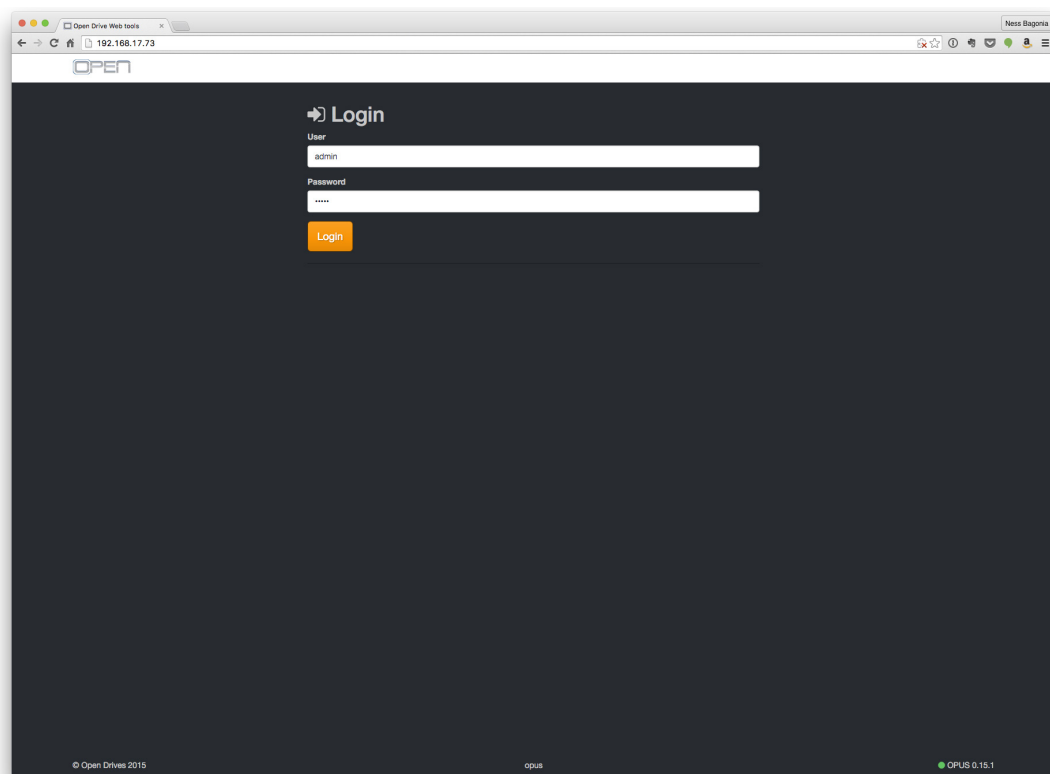 Open Drive Web tools
Ness Bagonia
192.168.17.73
OPEN
Login
User
admin
Password
•••••
Login
© Open Drives 2015
opus
OPUS 0.15.1